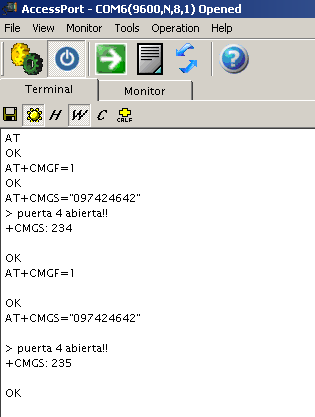 AccessPort - COM6(9600,N,8,1) Opened
File View Monitor Tools Operation Help
Terminal Monitor
H W C CRLF
AT
OK
AT+CMGF=1
OK
AT+CMGS="097424642"
> puerta 4 abierta!!
+CMGS: 234
OK
AT+CMGF=1
OK
AT+CMGS="097424642"
> puerta 4 abierta!!
+CMGS: 235
OK